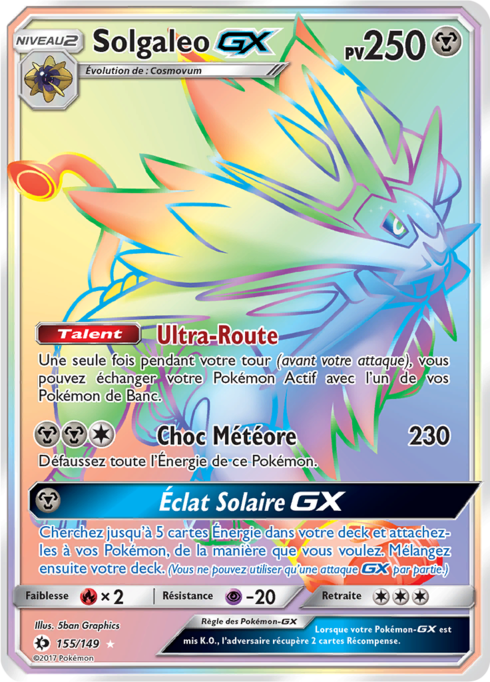 NIVEAU 2
Solgaleo GX
PV 250
Évolution de : Cosmovum
Talent Ultra-Route
Une seule fois pendant votre tour (avant votre attaque), vous
pouvez échanger votre Pokémon Actif avec l'un de vos
Pokémon de Banc.
Choc Météore 230
Défaussez toute l'Énergie de ce Pokémon.
Éclat Solaire GX
Cherchez jusqu'à 5 cartes Énergie dans votre deck et attachez-
les à vos Pokémon, de la manière que vous voulez. Mélangez
ensuite votre deck. (Vous ne pouvez utiliser qu'une attaque GX par partie.)
Faiblesse ×2 Résistance -20 Retraite
Illus. 5ban Graphics
Règle des Pokémon-GX
Lorsque votre Pokémon-GX est
mis K.O., l'adversaire récupère 2 cartes Récompense.
155/149
©2017 Pokémon